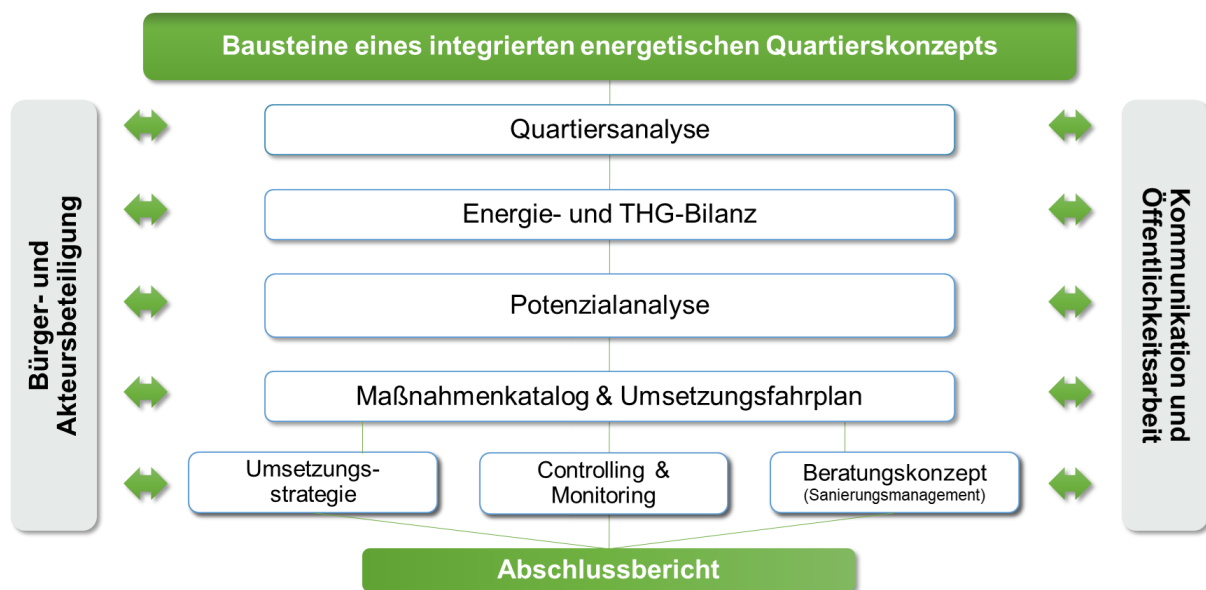 Bausteine eines integrierten energetischen Quartierskonzepts
Bürger- und
Akteursbeteiligung
Quartiersanalyse
Energie- und THG-Bilanz
Potenzialanalyse
Maßnahmenkatalog & Umsetzungsfahrplan
Umsetzungs-
strategie
Controlling &
Monitoring
Beratungskonzept
(Sanierungsmanagement)
Kommunikation und
Öffentlichkeitsarbeit
Abschlussbericht